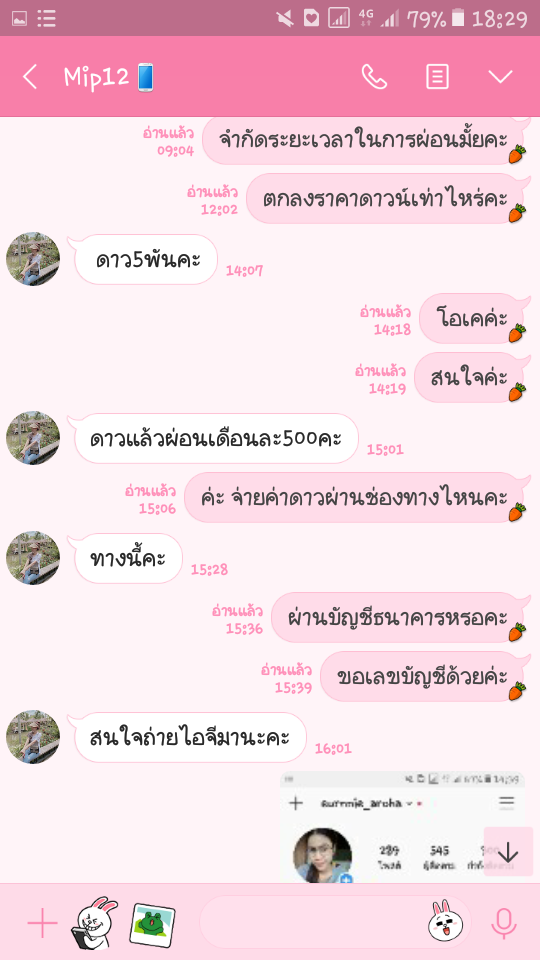 4G 79% 18:29
Mip12
จำกัดระยะเวลาในการผ่อนมั้ยคะ
อ่านแล้ว
09:04
ตกลงราคาดาวน์เท่าไหร่คะ
อ่านแล้ว
12:02
ดาว5พันคะ
14:07
โอเคค่ะ
อ่านแล้ว
14:18
สนใจค่ะ
อ่านแล้ว
14:19
ดาวแล้วผ่อนเดือนละ500คะ
15:01
ค่ะ จ่ายค่าดาวผ่านช่องทางไหนคะ
อ่านแล้ว
15:06
ทางนี้คะ
15:28
ผ่านบัญชีธนาคารหรอคะ
อ่านแล้ว
15:36
ขอเลขบัญชีด้วยค่ะ
อ่านแล้ว
15:39
สนใจถ่ายไอจีมานะคะ
16:01
545
โพสต์